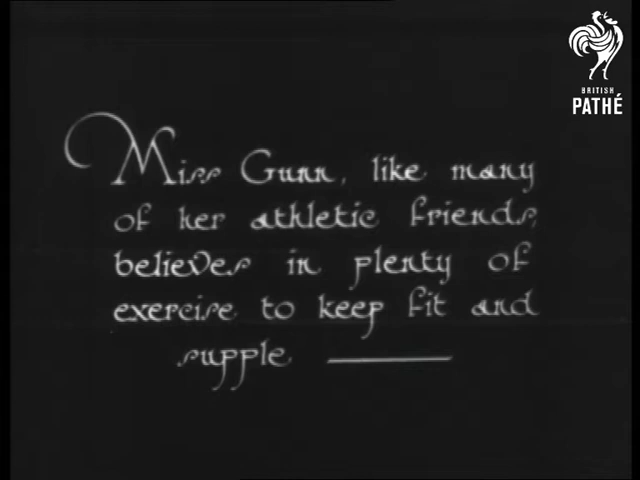 BRITISH
PATHÉ
Miss Gunn, like many
of her athletic friends,
believes in plenty of
exercise to keep fit and
supple ———